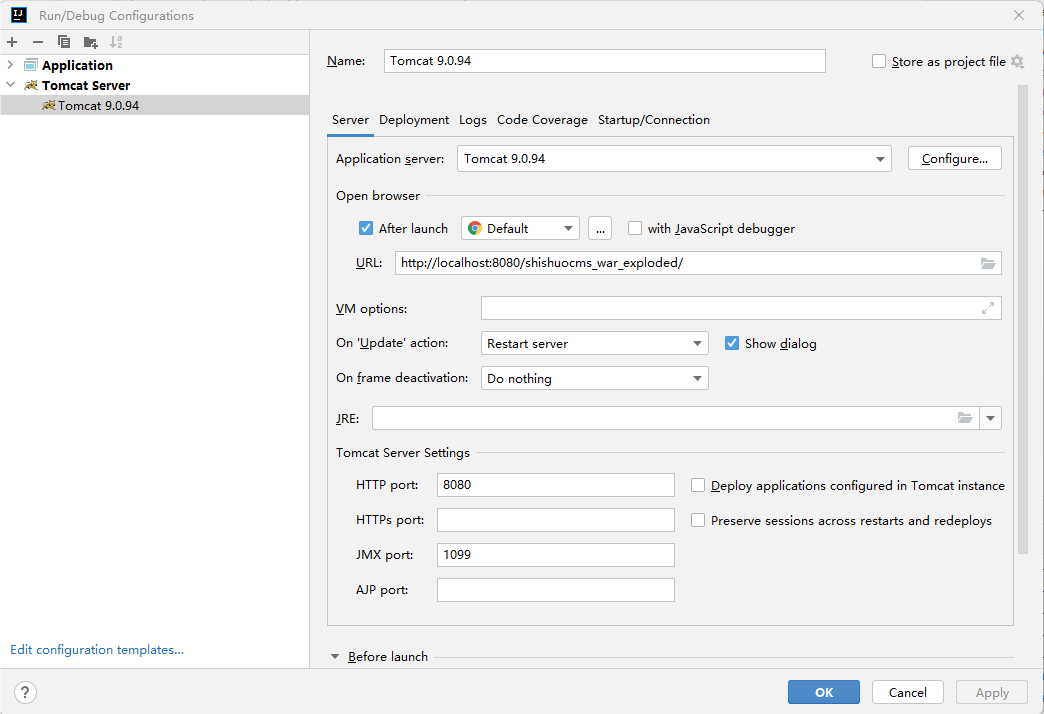 Run/Debug Configurations
Application
Tomcat Server
Tomcat 9.0.94
Edit configuration templates...
Name: Tomcat 9.0.94 Store as project file
Server Deployment Logs Code Coverage Startup/Connection
Application server: Tomcat 9.0.94 Configure...
Open browser
After launch Default ... with JavaScript debugger
URL: http://localhost:8080/shishuocms_war_exploded/
VM options:
On 'Update' action: Restart server Show dialog
On frame deactivation: Do nothing
JRE:
Tomcat Server Settings
HTTP port: 8080 Deploy applications configured in Tomcat instance
HTTPs port: Preserve sessions across restarts and redeploys
JMX port: 1099
AJP port:
Before launch
? OK Cancel Apply